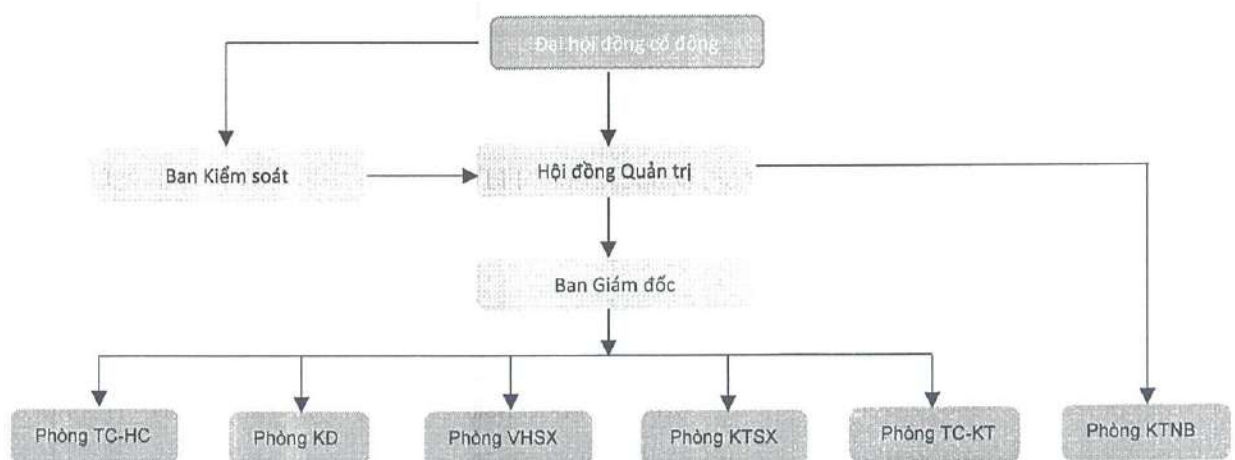 Đại hội đồng cổ đông
Ban Kiểm soát
Hội đồng Quản trị
Ban Giám đốc
Phòng TC-HC
Phòng KD
Phòng VHSX
Phòng KTSX
Phòng TC-KT
Phòng KTNB